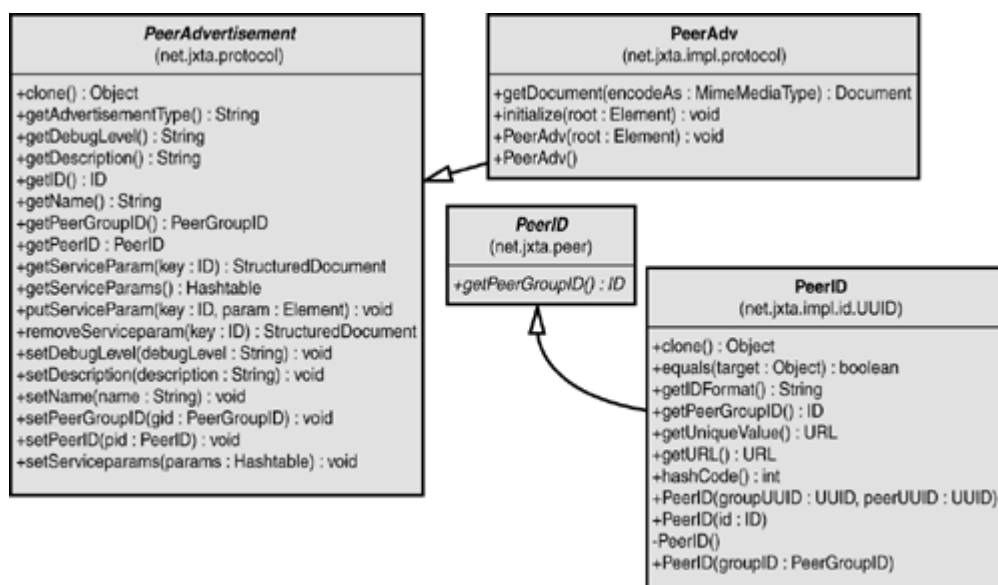 PeerAdvertisement
(net.jxta.protocol)
+clone() : Object
+getAdvertisementType() : String
+getDebugLevel() : String
+getDescription() : String
+getID() : ID
+getName() : String
+getPeerGroupID() : PeerGroupID
+getPeerID : PeerID
+getServiceParam(key : ID) : StructuredDocument
+getServiceParams() : Hashtable
+putServiceParam(key : ID, param : Element) : void
+removeServiceparam(key : ID) : StructuredDocument
+setDebugLevel(debugLevel : String) : void
+setDescription(description : String) : void
+setName(name : String) : void
+setPeerGroupID(gid : PeerGroupID) : void
+setPeerID(pid : PeerID) : void
+setServiceparams(params : Hashtable) : void
PeerAdv
(net.jxta.impl.protocol)
+getDocument(encodeAs : MimeMediaType) : Document
+initialize(root : Element) : void
+PeerAdv(root : Element) : void
+PeerAdv()
PeerID
(net.jxta.peer)
+getPeerGroupID() : ID
PeerID
(net.jxta.impl.id.UUID)
+clone() : Object
+equals(target : Object) : boolean
+getIDFormat() : String
+getPeerGroupID() : ID
+getUniqueValue() : URL
+getURL() : URL
+hashCode() : int
+PeerID(groupUUID : UUID, peerUUID : UUID)
+PeerID(id : ID)
-PeerID()
+PeerID(groupID : PeerGroupID)